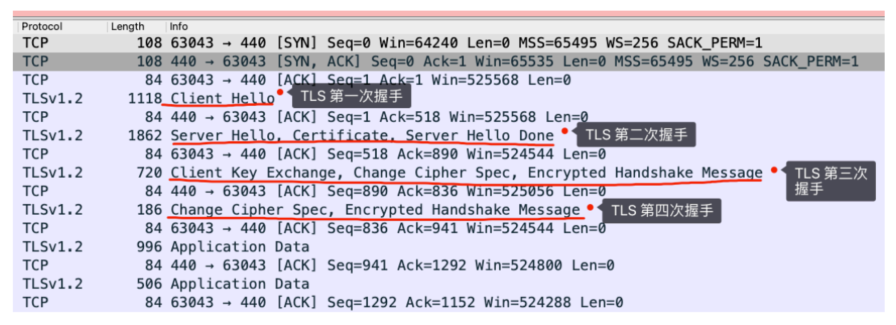 Protocol Length Info
TCP 108 63043 → 440 [SYN] Seq=0 Win=64240 Len=0 MSS=65495 WS=256 SACK_PERM=1
TCP 108 440 → 63043 [SYN, ACK] Seq=0 Ack=1 Win=65535 Len=0 MSS=65495 WS=256 SACK_PERM=1
TCP 84 63043 → 440 [ACK] Seq=1 Ack=1 Win=525568 Len=0
TLSv1.2 1118 Client Hello TLS 第一次握手
TCP 84 440 → 63043 [ACK] Seq=1 Ack=518 Win=525568 Len=0
TLSv1.2 1862 Server Hello, Certificate, Server Hello Done TLS 第二次握手
TCP 84 63043 → 440 [ACK] Seq=518 Ack=890 Win=524544 Len=0
TLSv1.2 720 Client Key Exchange, Change Cipher Spec, Encrypted Handshake Message TLS 第三次握手
TCP 84 440 → 63043 [ACK] Seq=890 Ack=836 Win=525056 Len=0
TLSv1.2 186 Change Cipher Spec, Encrypted Handshake Message TLS 第四次握手
TCP 84 63043 → 440 [ACK] Seq=836 Ack=941 Win=524544 Len=0
TLSv1.2 996 Application Data
TCP 84 440 → 63043 [ACK] Seq=941 Ack=1292 Win=524800 Len=0
TLSv1.2 506 Application Data
TCP 84 63043 → 440 [ACK] Seq=1292 Ack=1152 Win=524288 Len=0